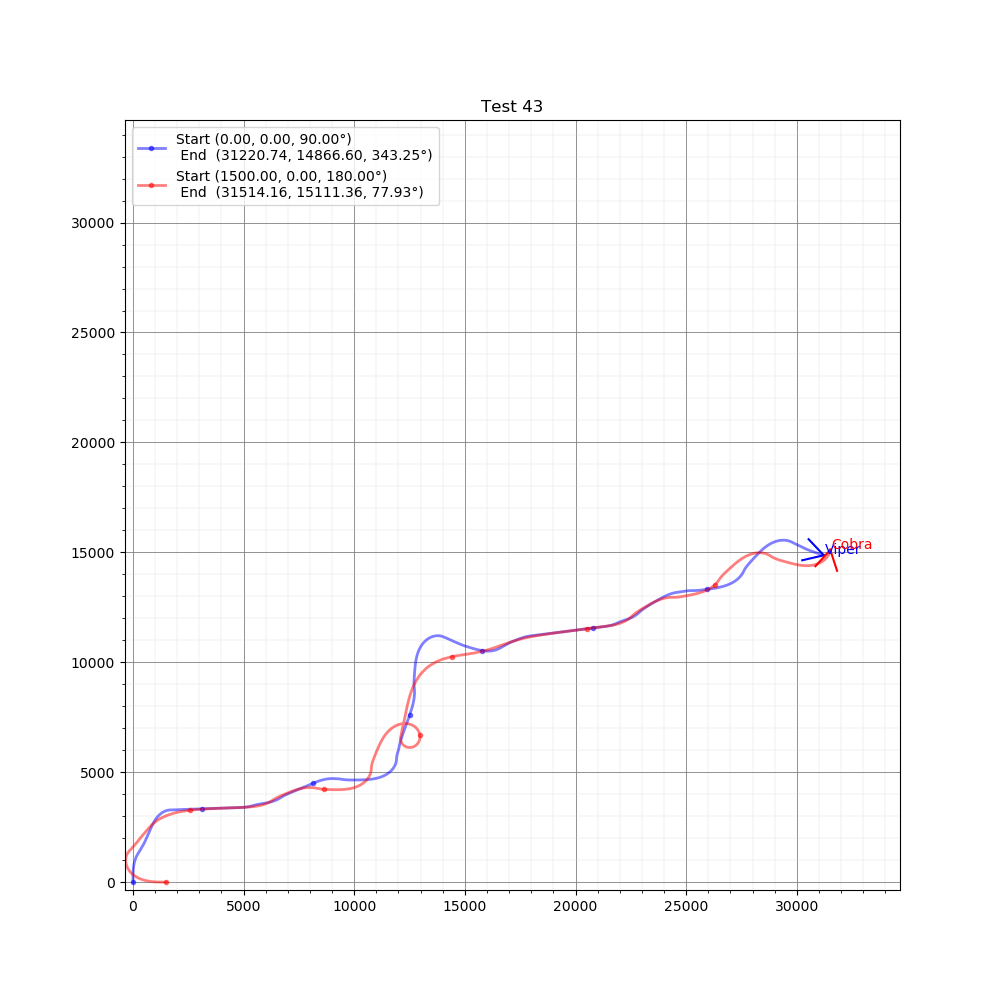 Test 43
Start (0.00, 0.00, 90.00°)
End (31220.74, 14866.60, 343.25°)
Start (1500.00, 0.00, 180.00°)
End (31514.16, 15111.36, 77.93°)
30000
25000
20000
15000
10000
5000
0
Cobra
Viper
0 5000 10000 15000 20000 25000 30000